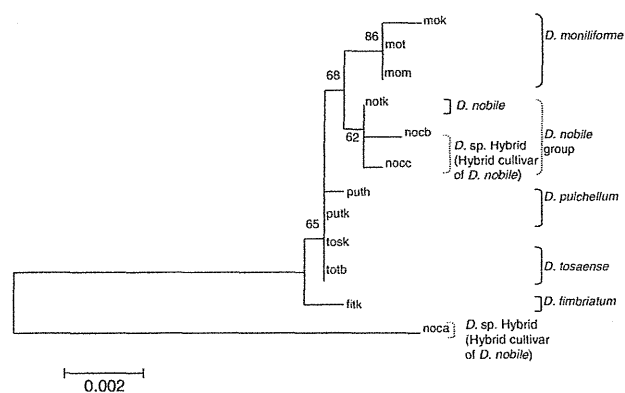 mok
86
mot
D. moniliforme
mom
68
notk
D. nobile
62
nocb
D. sp. Hybrid
(Hybrid cultivar
of D. nobile)
nocc
D. nobile
group
puth
D. pulchellum
putk
65
tosk
totb
D. tosaense
fitk
D. fimbriatum
noca
D. sp. Hybrid
(Hybrid cultivar
of D. nobile)
0.002